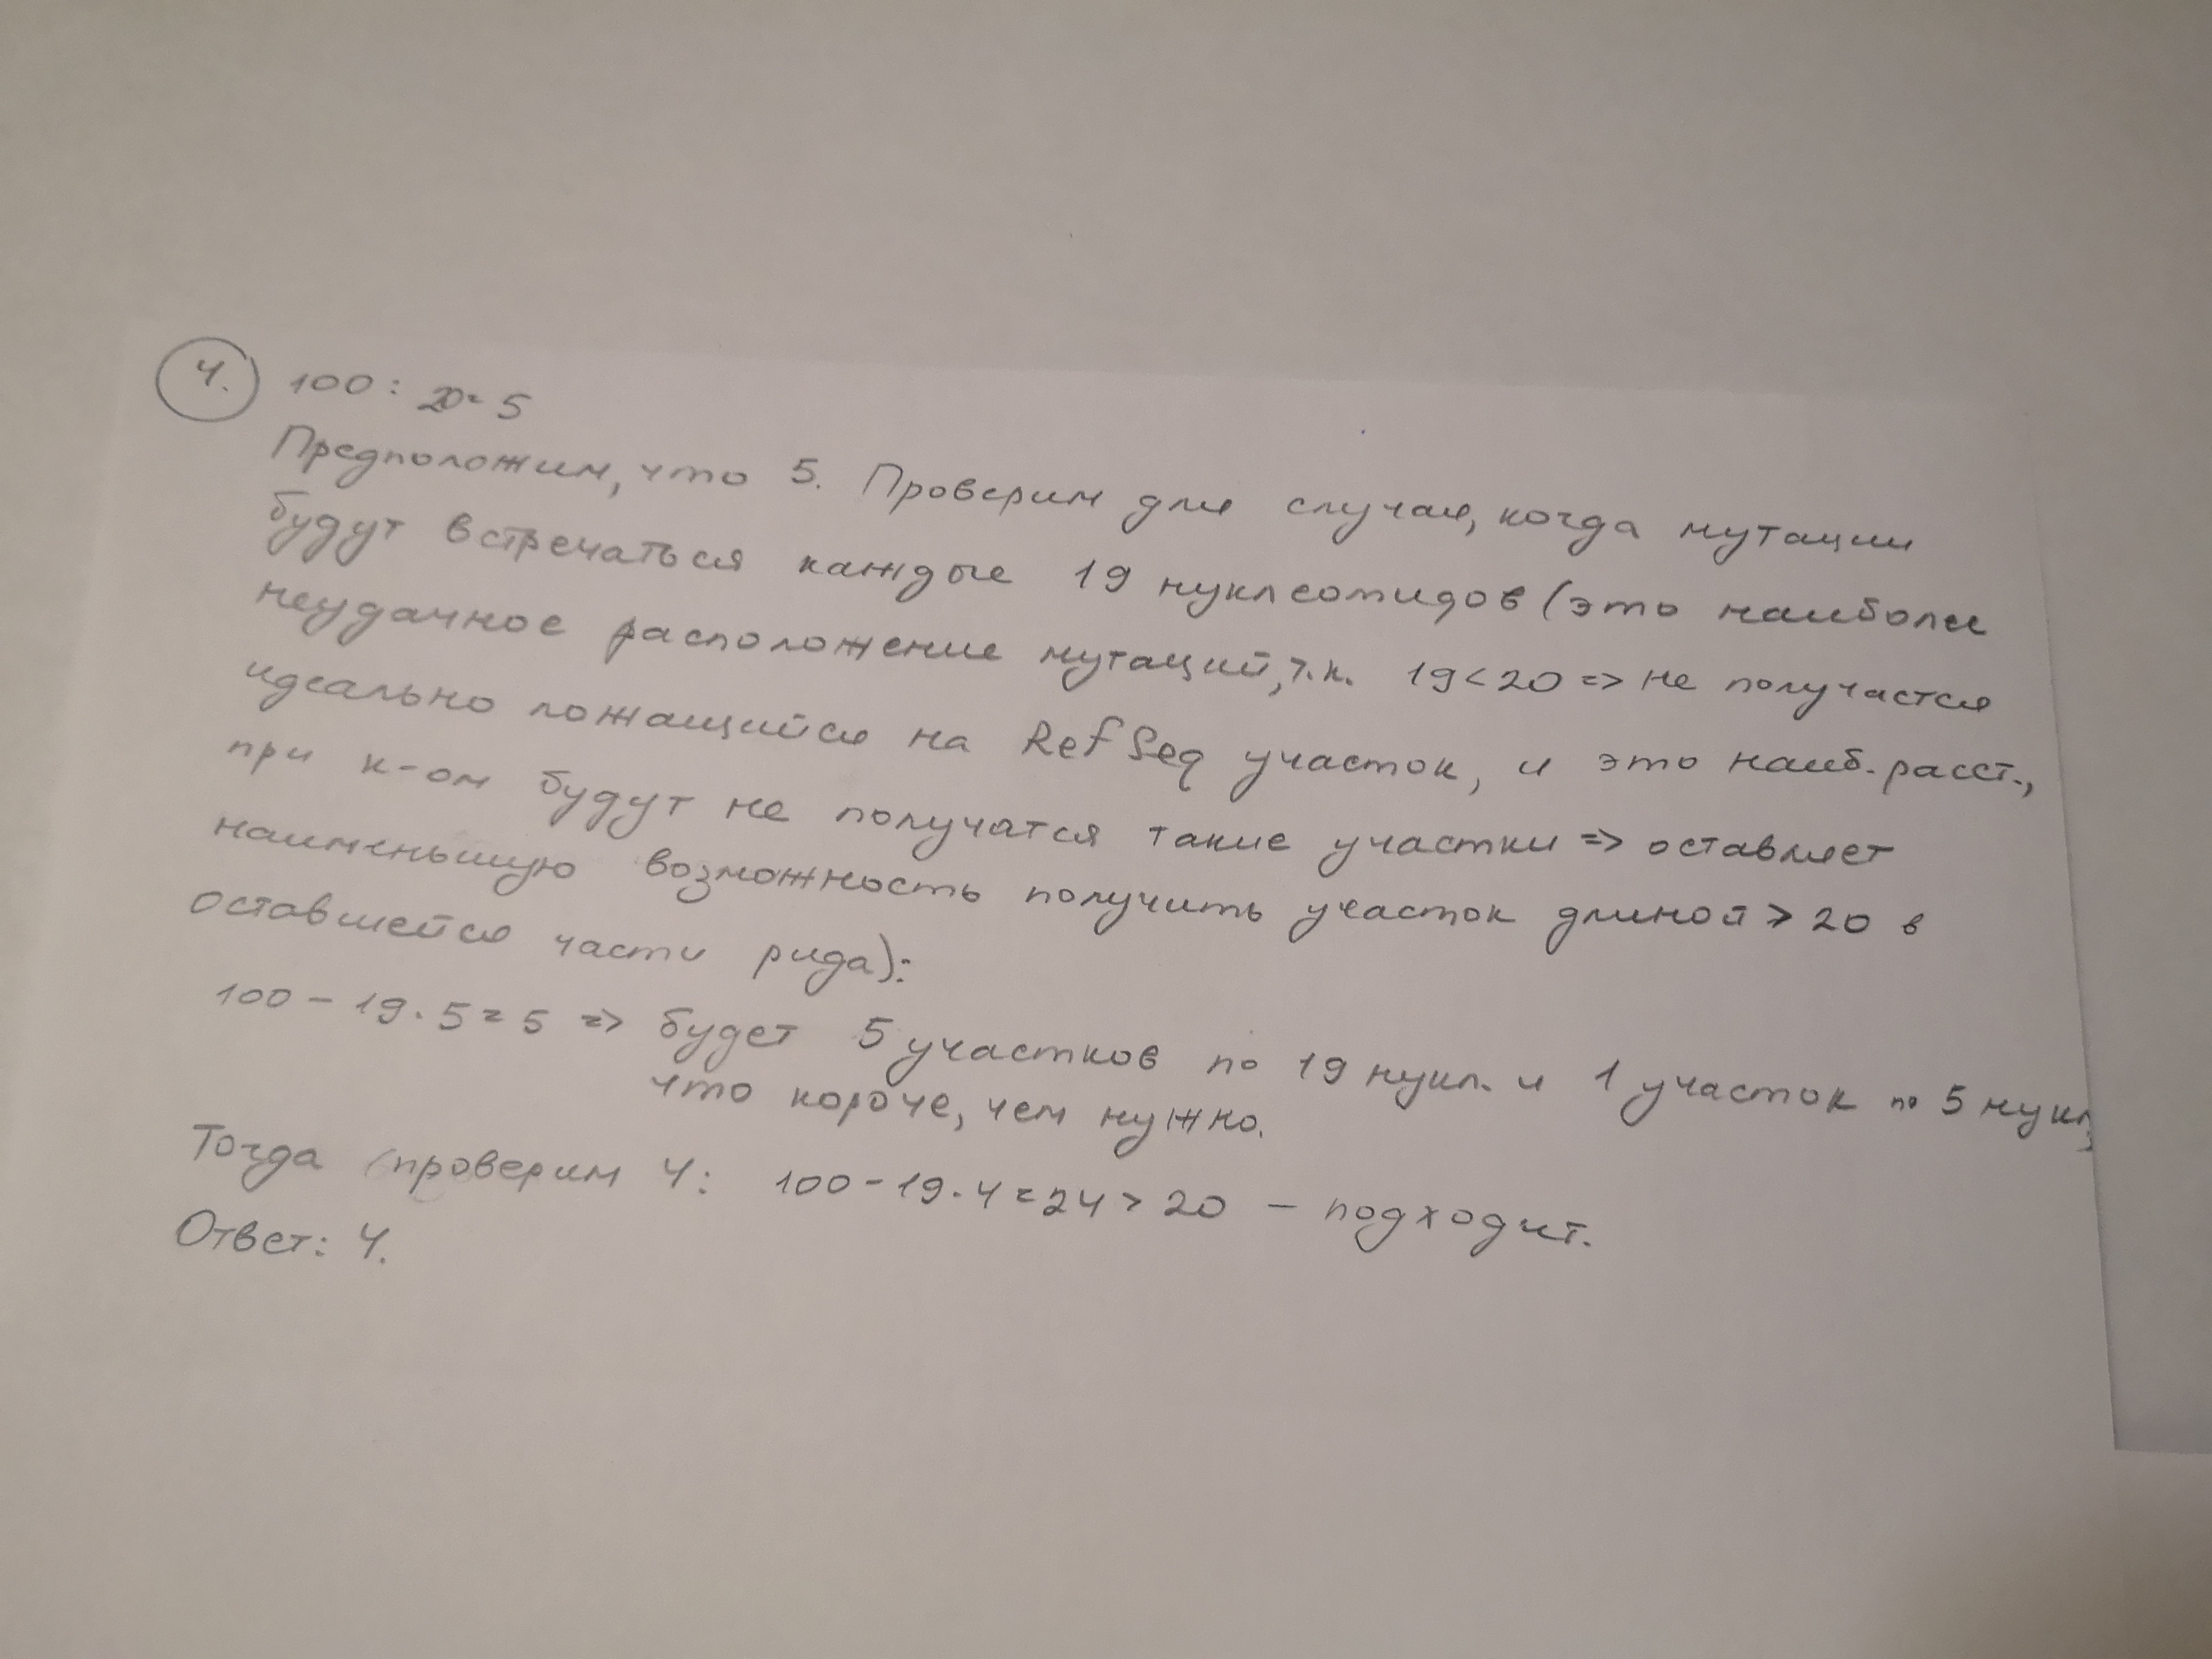 4. 100 : 20 = 5
Предположим, что 5. Проверим для случая, когда мутации
будут встречаться каждые 19 нуклеотидов (это наиболее
неудачное расположение мутаций, т.к. 19 < 20 => не получается
идеально ложащийся на RefSeq участок, и это наиб. расст.,
при к-ом будут не получатся такие участки => оставляет
наименьшую возможность получить участок длиной > 20 в
оставшейся части рида):
100 - 19 · 5 = 5 => будет 5 участков по 19 нукл. и 1 участок по 5 нукл,
что короче, чем нужно.
Тогда проверим 4: 100 - 19 · 4 = 24 > 20 - подходит.
Ответ: 4.